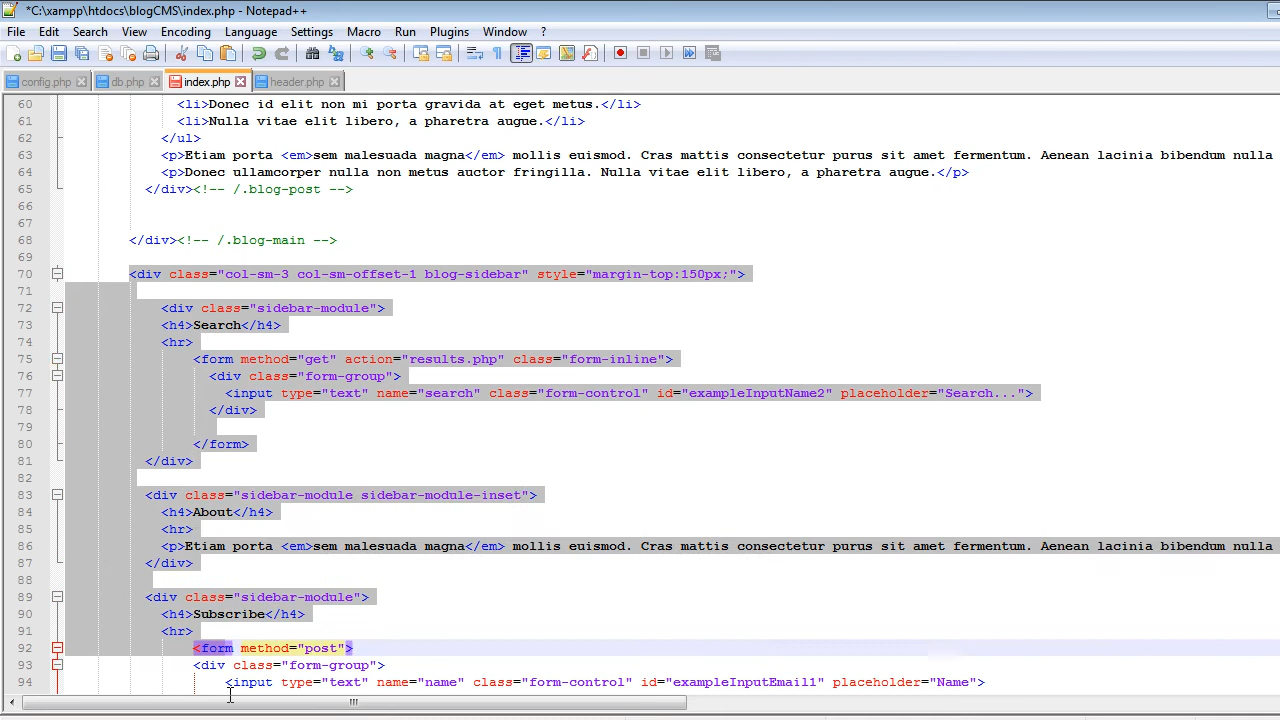 *C:\xampp\htdocs\blogCMS\index.php - Notepad++
File Edit Search View Encoding Language Settings Macro Run Plugins Window ?
config.php db.php index.php header.php
60 <li>Donec id elit non mi porta gravida at eget metus.</li>
61 <li>Nulla vitae elit libero, a pharetra augue.</li>
62 </ul>
63 <p>Etiam porta <em>sem malesuada magna</em> mollis euismod. Cras mattis consectetur purus sit amet fermentum. Aenean lacinia bibendum nulla
64 <p>Donec ullamcorper nulla non metus auctor fringilla. Nulla vitae elit libero, a pharetra augue.</p>
65 </div><!-- /.blog-post -->
66
67
68 </div><!-- /.blog-main -->
69
70 <div class="col-sm-3 col-sm-offset-1 blog-sidebar" style="margin-top:150px;">
71
72 <div class="sidebar-module">
73 <h4>Search</h4>
74 <hr>
75 <form method="get" action="results.php" class="form-inline">
76 <div class="form-group">
77 <input type="text" name="search" class="form-control" id="exampleInputName2" placeholder="Search...">
78 </div>
79
80 </form>
81 </div>
82
83 <div class="sidebar-module sidebar-module-inset">
84 <h4>About</h4>
85 <hr>
86 <p>Etiam porta <em>sem malesuada magna</em> mollis euismod. Cras mattis consectetur purus sit amet fermentum. Aenean lacinia bibendum nulla
87 </div>
88
89 <div class="sidebar-module">
90 <h4>Subscribe</h4>
91 <hr>
92 <form method="post">
93 <div class="form-group">
94 <input type="text" name="name" class="form-control" id="exampleInputEmail1" placeholder="Name">